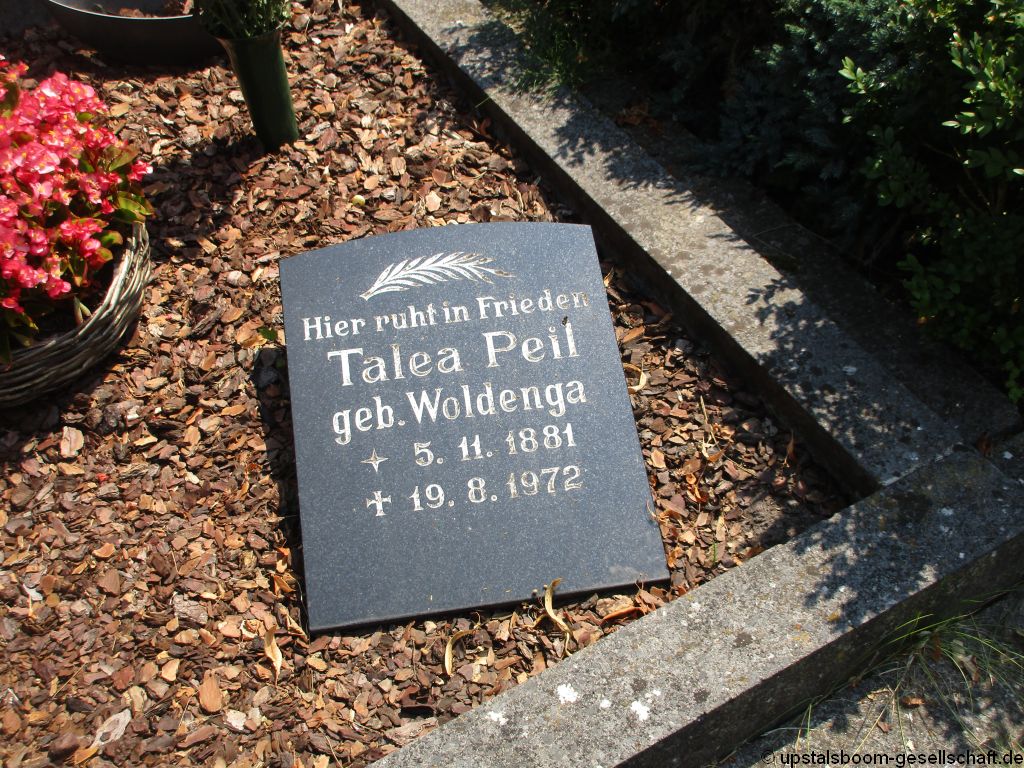 Hier ruht in Frieden
Talea Peil
geb. Woldenga
5. 11. 1881
19. 8. 1972
© upstalsboom-gesellschaft.de